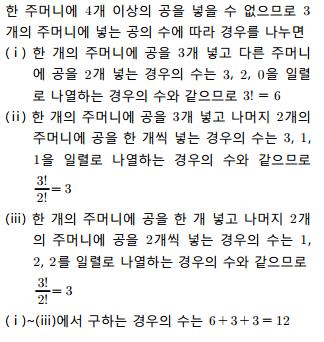 한 주머니에 4개 이상의 공을 넣을 수 없으므로 3
개의 주머니에 넣는 공의 수에 따라 경우를 나누면
(ⅰ) 한 개의 주머니에 공을 3개 넣고 다른 주머니
에 공을 2개 넣는 경우의 수는 3, 2, 0을 일렬
로 나열하는 경우의 수와 같으므로 3! = 6
(ⅱ) 한 개의 주머니에 공을 3개 넣고 나머지 2개의
주머니에 공을 한 개씩 넣는 경우의 수는 3, 1,
1을 일렬로 나열하는 경우의 수와 같으므로
3!/2! = 3
(ⅲ) 한 개의 주머니에 공을 한 개 넣고 나머지 2개
의 주머니에 공을 2개씩 넣는 경우의 수는 1,
2, 2를 일렬로 나열하는 경우의 수와 같으므로
3!/2! = 3
(ⅰ)~(ⅲ)에서 구하는 경우의 수는 6+3+3=12